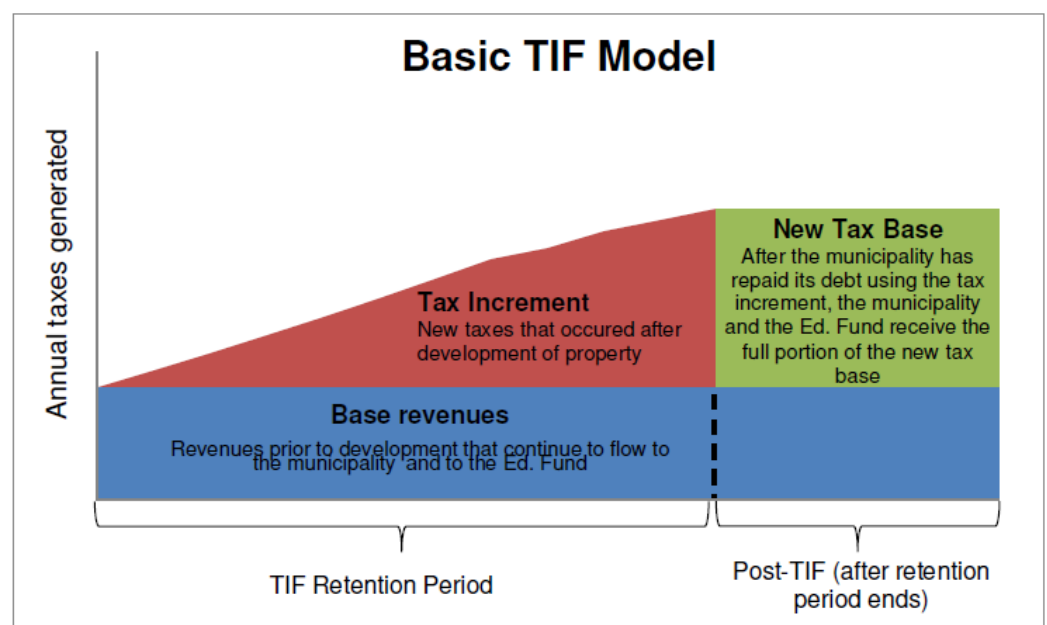 Basic TIF Model
Annual taxes generated
Tax Increment
New taxes that occured after
development of property
New Tax Base
After the municipality has
repaid its debt using the tax
increment, the municipality
and the Ed. Fund receive the
full portion of the new tax
base
Base revenues
Revenues prior to development that continue to flow to
the municipality and to the Ed. Fund
TIF Retention Period
Post-TIF (after retention
period ends)